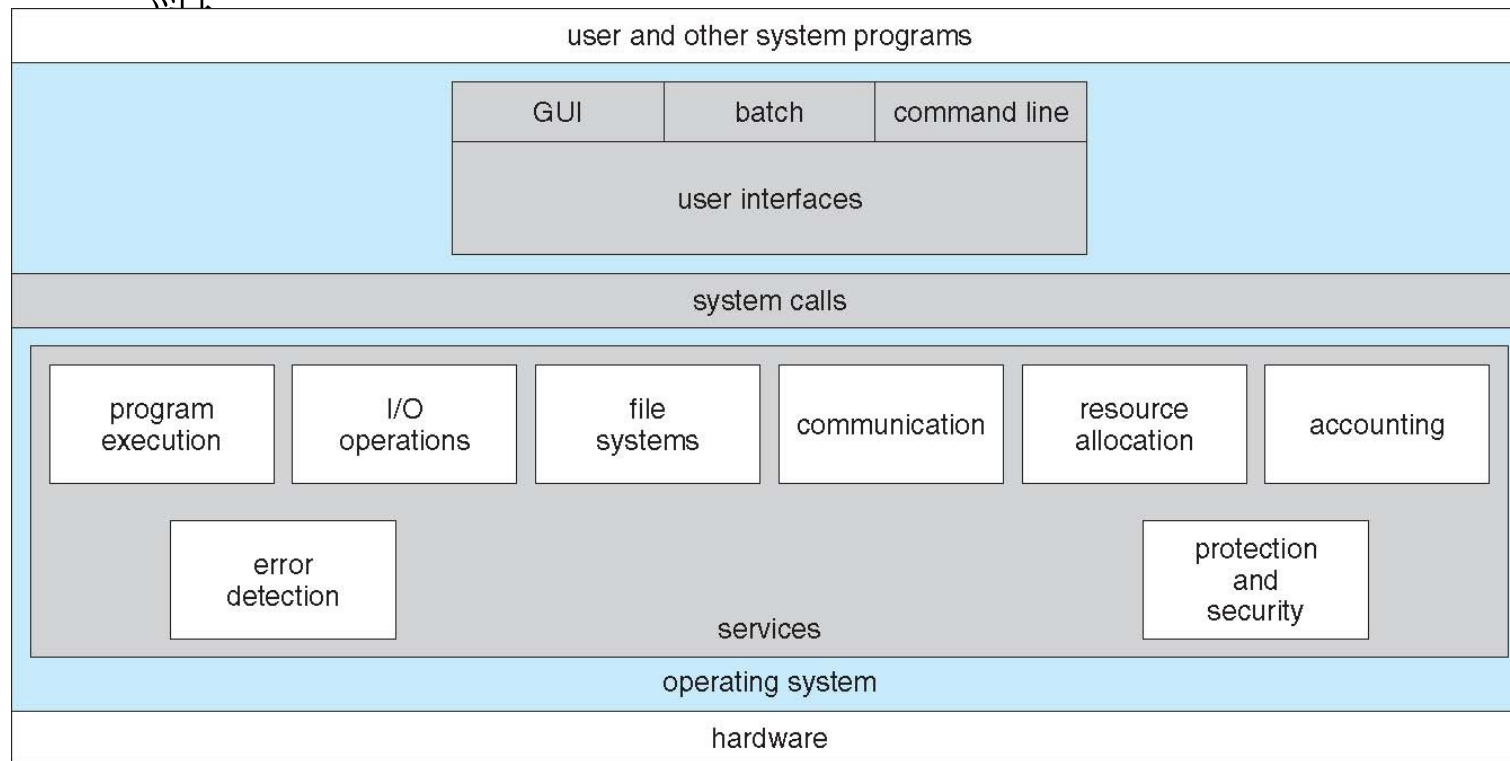 user and other system programs
GUI
batch
command line
user interfaces
system calls
program
execution
I/O
operations
file
systems
communication
resource
allocation
accounting
error
detection
protection
and
security
services
operating system
hardware